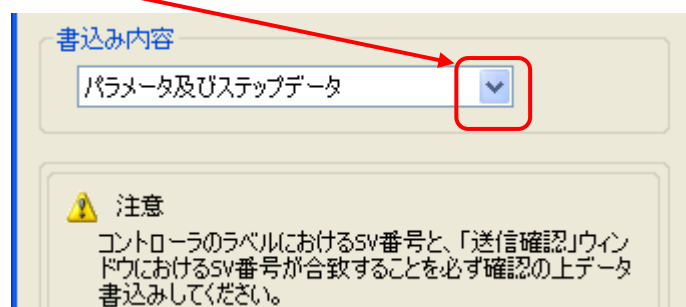 書込み内容
パラメータ及びステップデータ
注意
コントローラのラベルにおけるSV番号と、「送信確認」ウィン
ドウにおけるSV番号が合致することを必ず確認の上データ
書込みしてください。